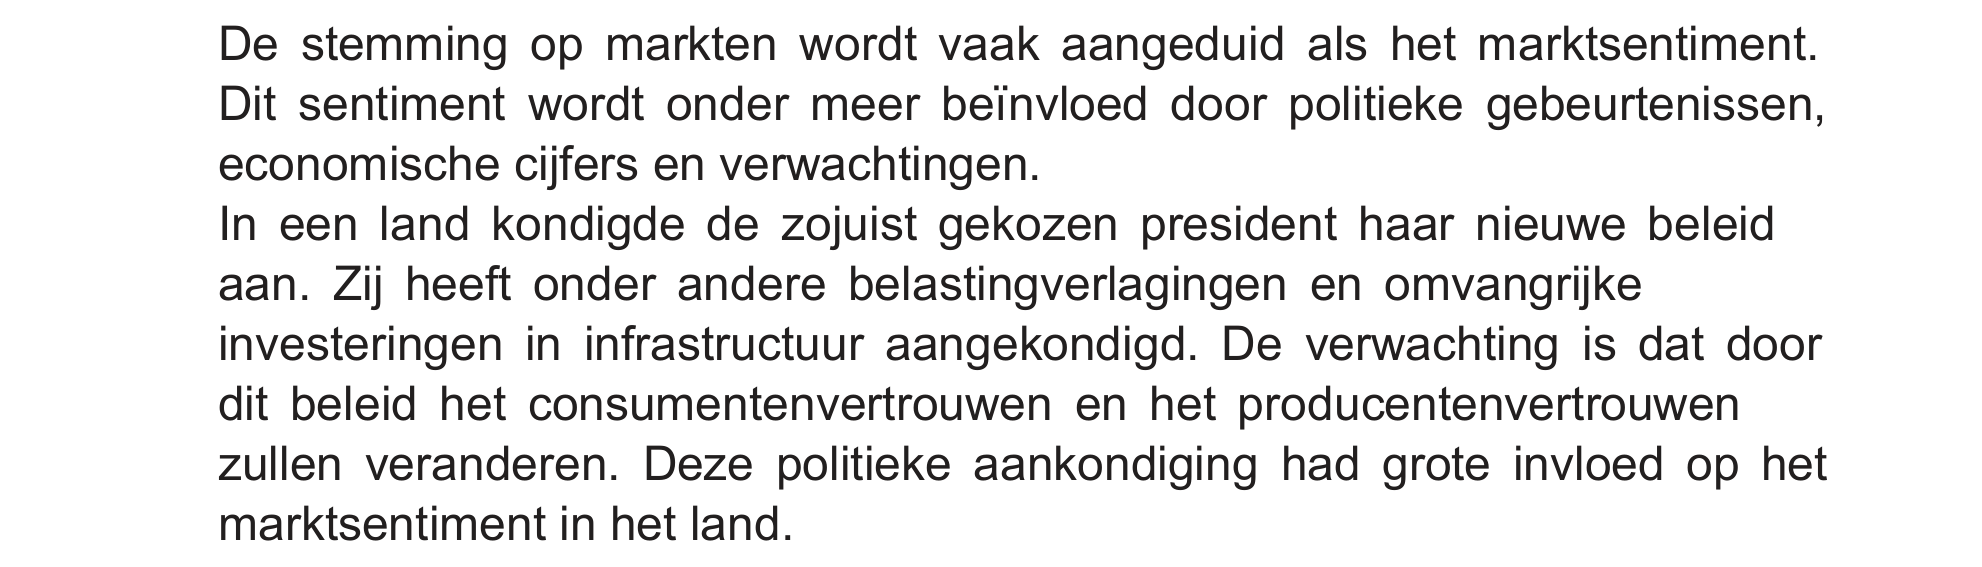 De stemming op markten wordt vaak aangeduid als het marktsentiment.
Dit sentiment wordt onder meer beïnvloed door politieke gebeurtenissen,
economische cijfers en verwachtingen.
In een land kondigde de zojuist gekozen president haar nieuwe beleid
aan. Zij heeft onder andere belastingverlagingen en omvangrijke
investeringen in infrastructuur aangekondigd. De verwachting is dat door
dit beleid het consumentenvertrouwen en het producentenvertrouwen
zullen veranderen. Deze politieke aankondiging had grote invloed op het
marktsentiment in het land.